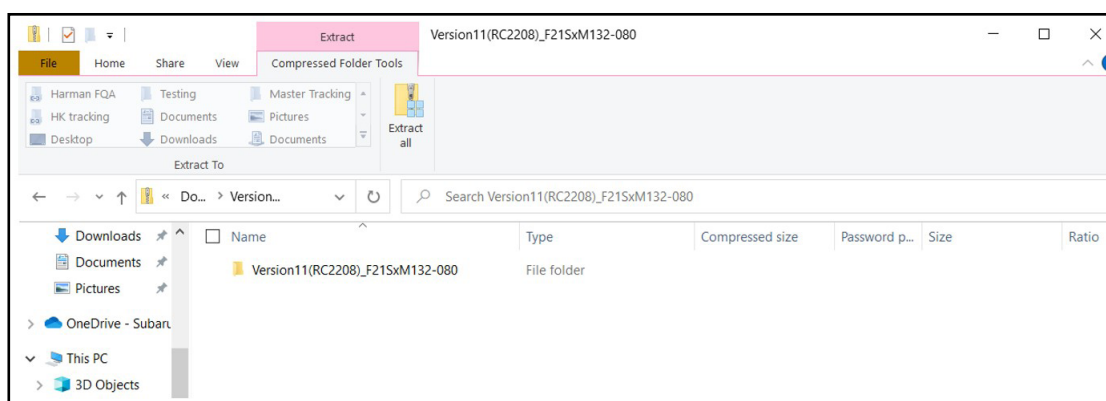 Extract
Version11(RC2208)_F21SxM132-080
File Home Share View Compressed Folder Tools
Harman FQA Testing Master Tracking
HK tracking Documents Pictures
Desktop Downloads Documents
Extract all
Extract To
« Do... > Version...
Search Version11(RC2208)_F21SxM132-080
Downloads
Documents
Pictures
OneDrive - Subaru
This PC
3D Objects
Name Type Compressed size Password p... Size Ratio
Version11(RC2208)_F21SxM132-080 File folder